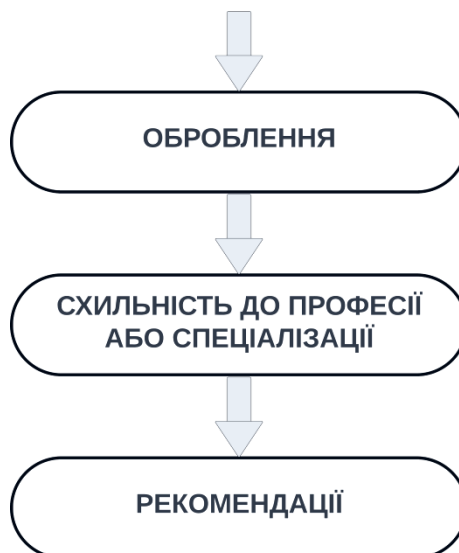 ОБРОБЛЕННЯ
СХИЛЬНІСТЬ ДО ПРОФЕСІЇ
АБО СПЕЦІАЛІЗАЦІЇ
РЕКОМЕНДАЦІЇ